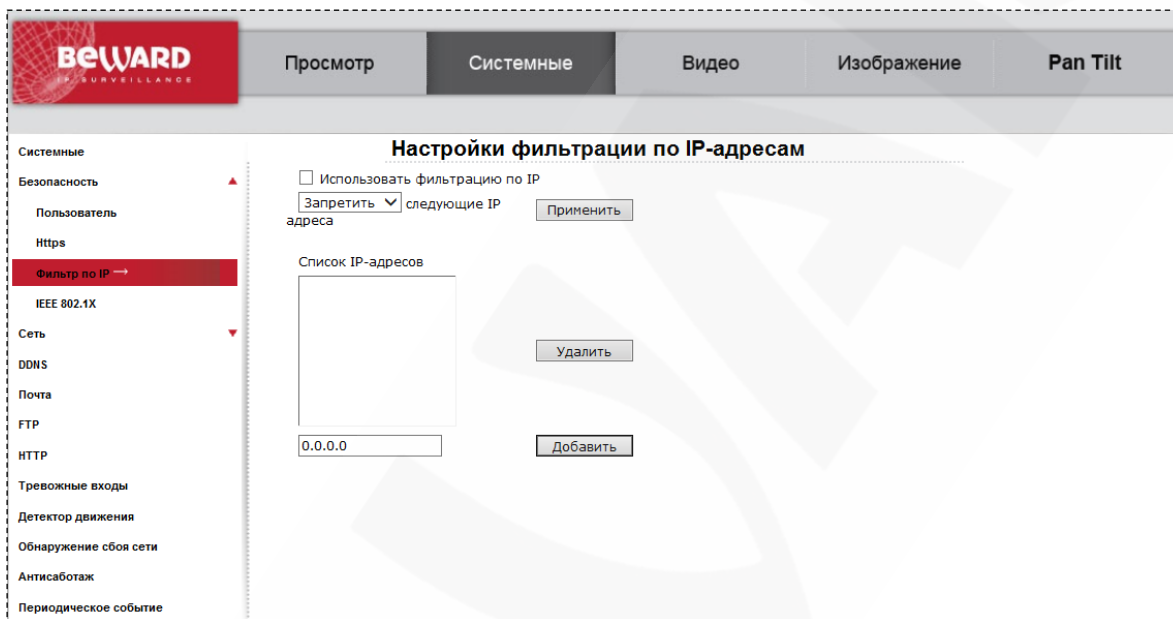 BEWARD
IP SURVEILLANCE
Просмотр
Системные
Видео
Изображение
Pan Tilt
Системные
Безопасность
Пользователь
Https
Фильтр по IP →
IEEE 802.1X
Сеть
DDNS
Почта
FTP
HTTP
Тревожные входы
Детектор движения
Обнаружение сбоя сети
Антисаботаж
Периодическое событие
Настройки фильтрации по IP-адресам
Использовать фильтрацию по IP
Запретить следующие IP
адреса
Применить
Список IP-адресов
Удалить
0.0.0.0
Добавить